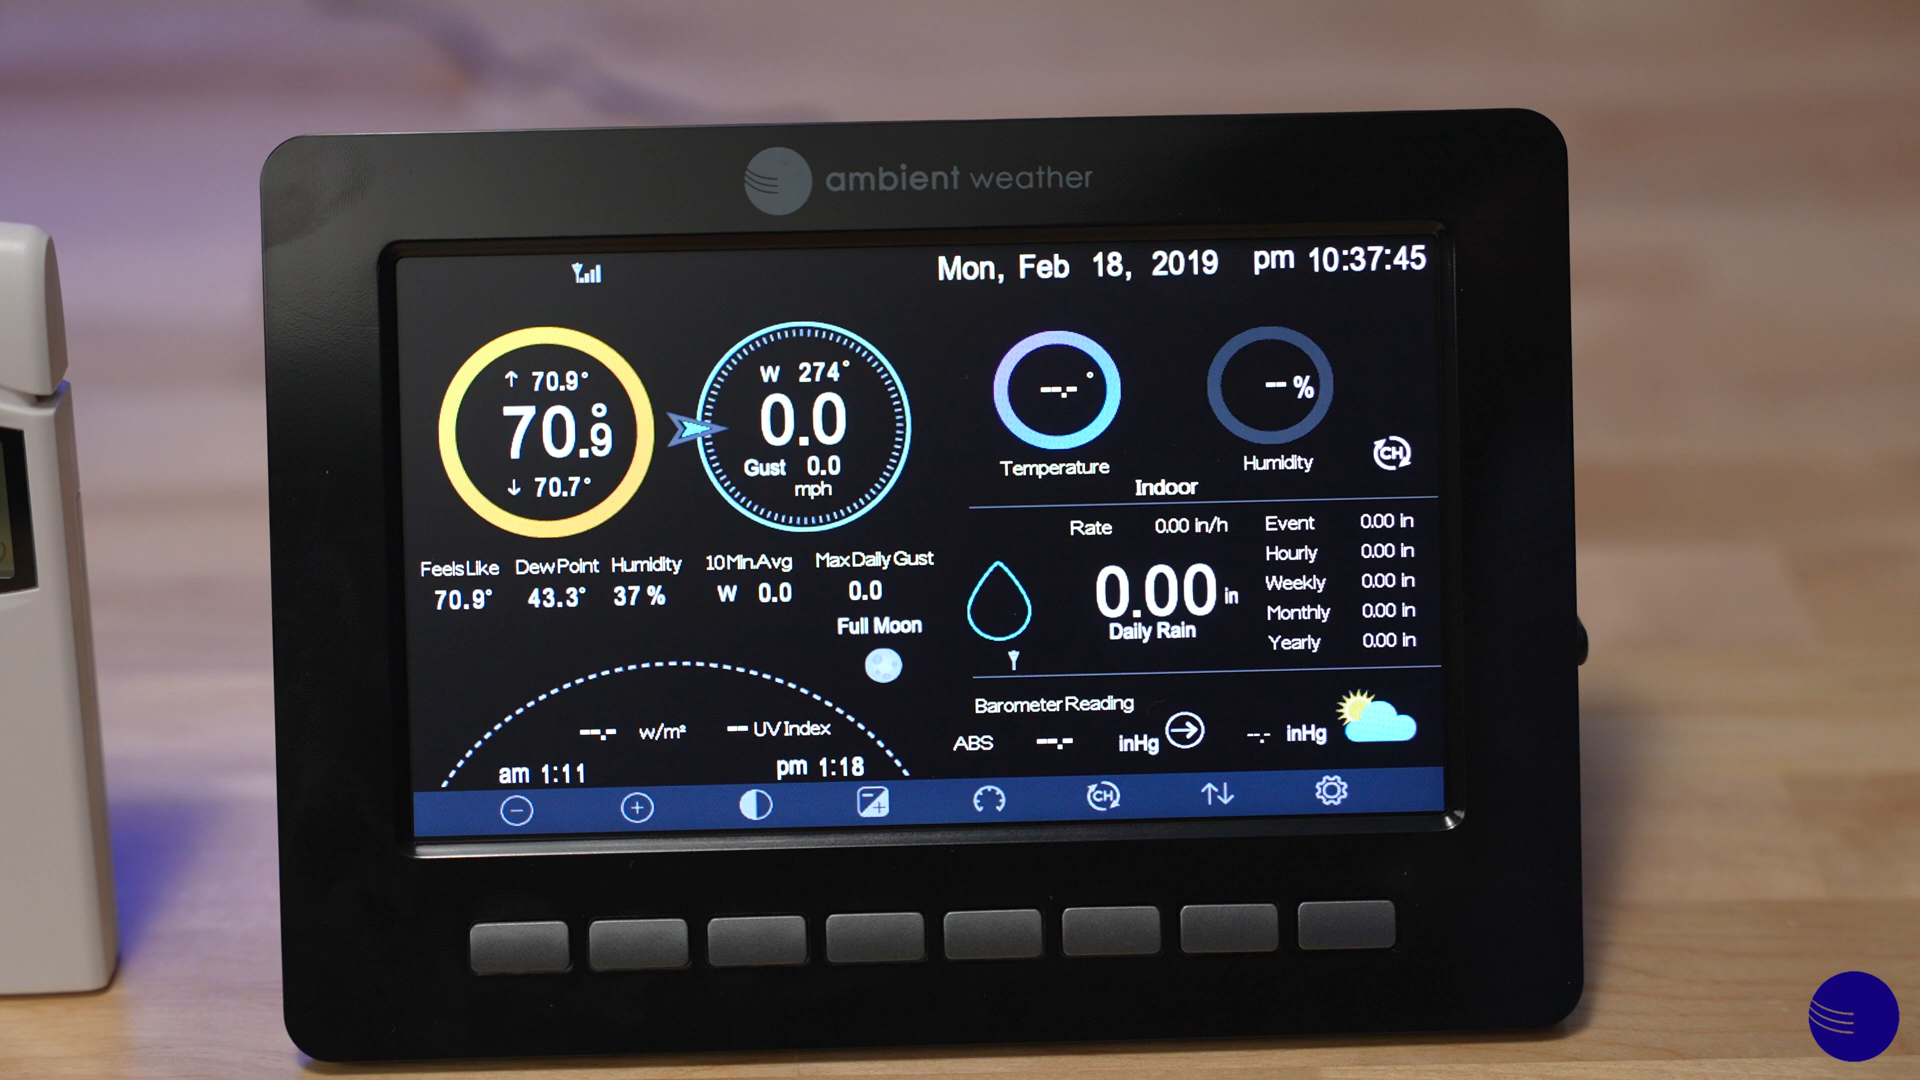 ambient weather
Mon, Feb 18, 2019 pm 10:37:45
↑ 70.9°
70.9°
↓ 70.7°
W 274°
0.0
Gust 0.0
mph
--.-°
Temperature
-- %
Humidity
CH
Indoor
Feels Like Dew Point Humidity
70.9° 43.3° 37 %
10 Min.Avg Max Daily Gust
W 0.0 0.0
Full Moon
Rate 0.00 in/h
0.00 in
Daily Rain
Event 0.00 in
Hourly 0.00 in
Weekly 0.00 in
Monthly 0.00 in
Yearly 0.00 in
--.- w/m² -- UV Index
am 1:11 pm 1:18
Barometer Reading
ABS --.- inHg --.- inHg
CH